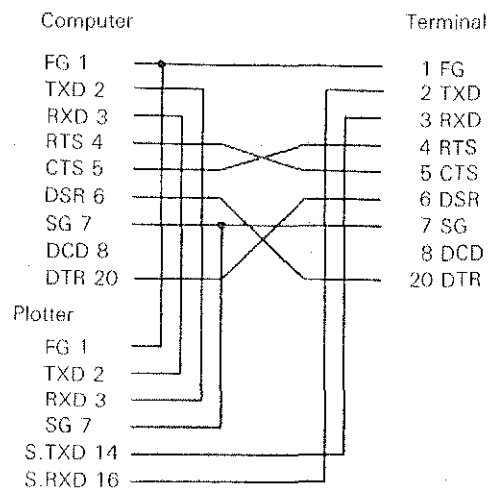 Computer
FG 1
TXD 2
RXD 3
RTS 4
CTS 5
DSR 6
SG 7
DCD 8
DTR 20
Plotter
FG 1
TXD 2
RXD 3
SG 7
S.TXD 14
S.RXD 16
Terminal
1 FG
2 TXD
3 RXD
4 RTS
5 CTS
6 DSR
7 SG
8 DCD
20 DTR